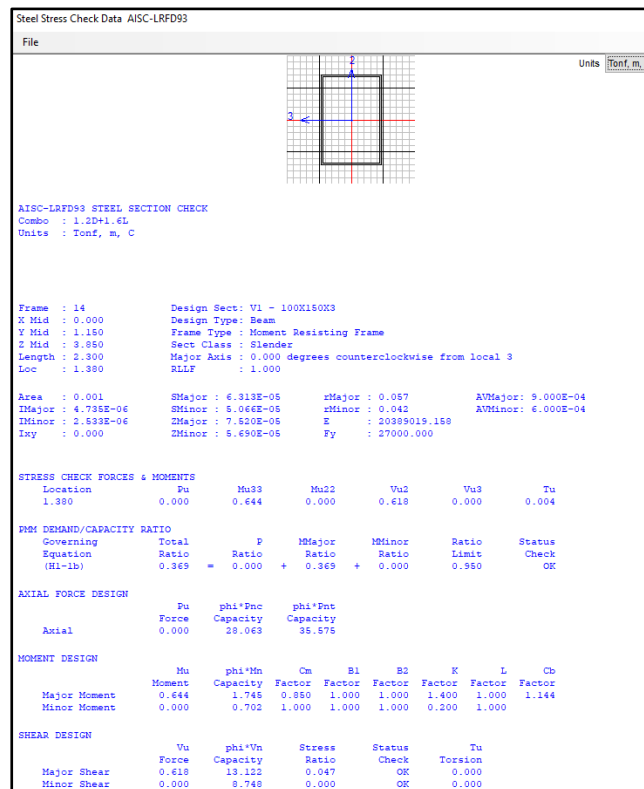 Steel Stress Check Data AISC-LRFD93
File
Units Tonf, m,
2
3
AISC-LRFD93 STEEL SECTION CHECK
Combo : 1.2D+1.6L
Units : Tonf, m, C
Frame : 14 Design Sect: V1 - 100X150X3
X Mid : 0.000 Design Type: Beam
Y Mid : 1.150 Frame Type : Moment Resisting Frame
Z Mid : 3.850 Sect Class : Slender
Length : 2.300 Major Axis : 0.000 degrees counterclockwise from local 3
Loc : 1.380 RLLF : 1.000
Area : 0.001 SMajor : 6.313E-05 rMajor : 0.057 AVMajor: 9.000E-04
IMajor : 4.735E-06 SMinor : 5.066E-05 rMinor : 0.042 AVMinor: 6.000E-04
IMinor : 2.533E-06 ZMajor : 7.520E-05 E : 20389019.158
Ixy : 0.000 ZMinor : 5.690E-05 Fy : 27000.000
STRESS CHECK FORCES & MOMENTS
Location Pu Mu33 Mu22 Vu2 Vu3 Tu
1.380 0.000 0.644 0.000 0.618 0.000 0.004
PMM DEMAND/CAPACITY RATIO
Governing Total P MMajor MMinor Ratio Status
Equation Ratio Ratio Ratio Ratio Limit Check
(H1-1b) 0.369 = 0.000 + 0.369 + 0.000 0.950 OK
AXIAL FORCE DESIGN
Pu phi*Pnc phi*Pnt
Force Capacity Capacity
Axial 0.000 28.063 35.575
MOMENT DESIGN
Mu phi*Mn Cm B1 B2 K L Cb
Moment Capacity Factor Factor Factor Factor Factor Factor
Major Moment 0.644 1.745 0.850 1.000 1.000 1.400 1.000 1.144
Minor Moment 0.000 0.702 1.000 1.000 1.000 0.200 1.000
SHEAR DESIGN
Vu phi*Vn Stress Status Tu
Force Capacity Ratio Check Torsion
Major Shear 0.618 13.122 0.047 OK 0.000
Minor Shear 0.000 8.748 0.000 OK 0.000